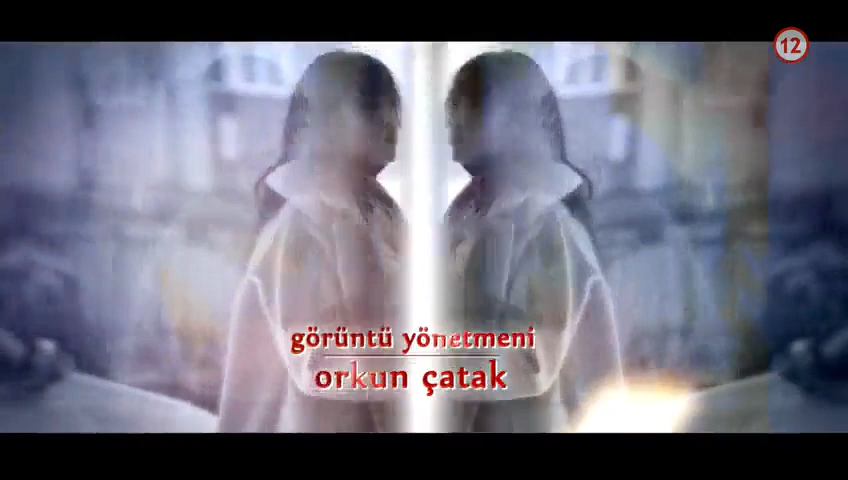 12
görüntü yönetmeni
orkun çatak